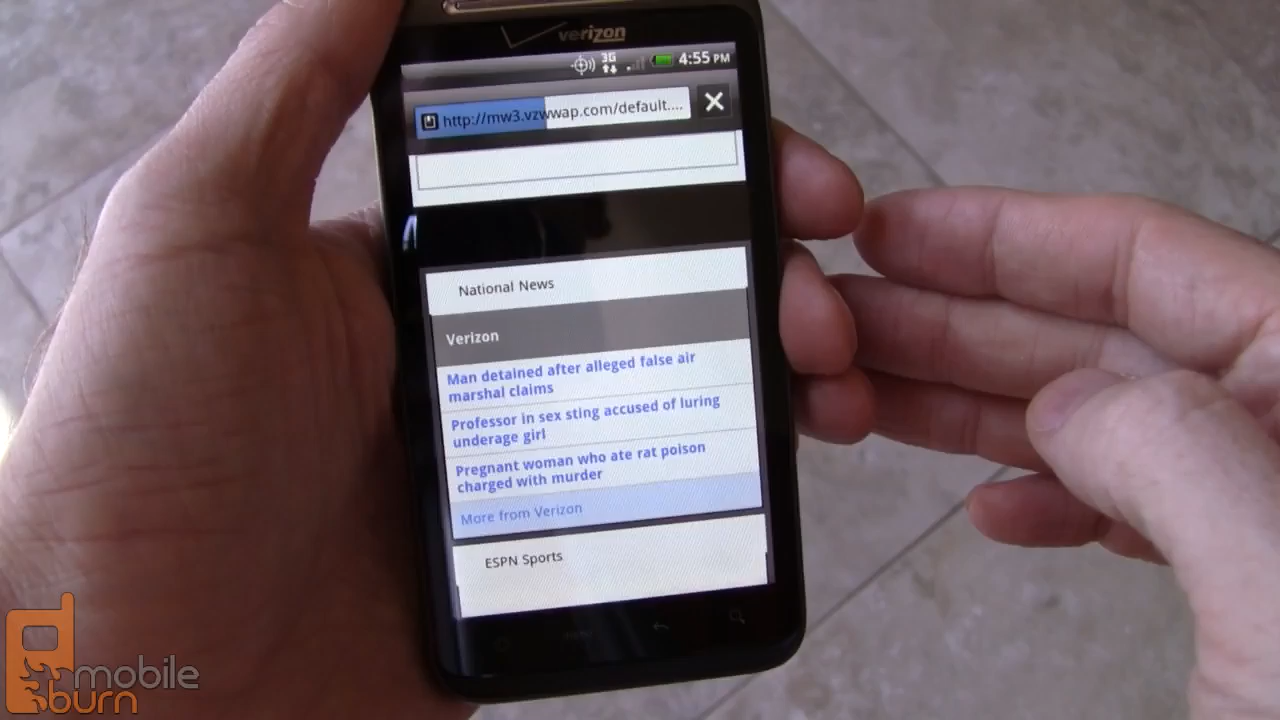 verizon
3G
4:55 PM
http://mw3.vzwwap.com/default....
National News
Verizon
Man detained after alleged false air
marshal claims
Professor in sex sting accused of luring
underage girl
Pregnant woman who ate rat poison
charged with murder
More from Verizon
ESPN Sports
menu
mobile
burn